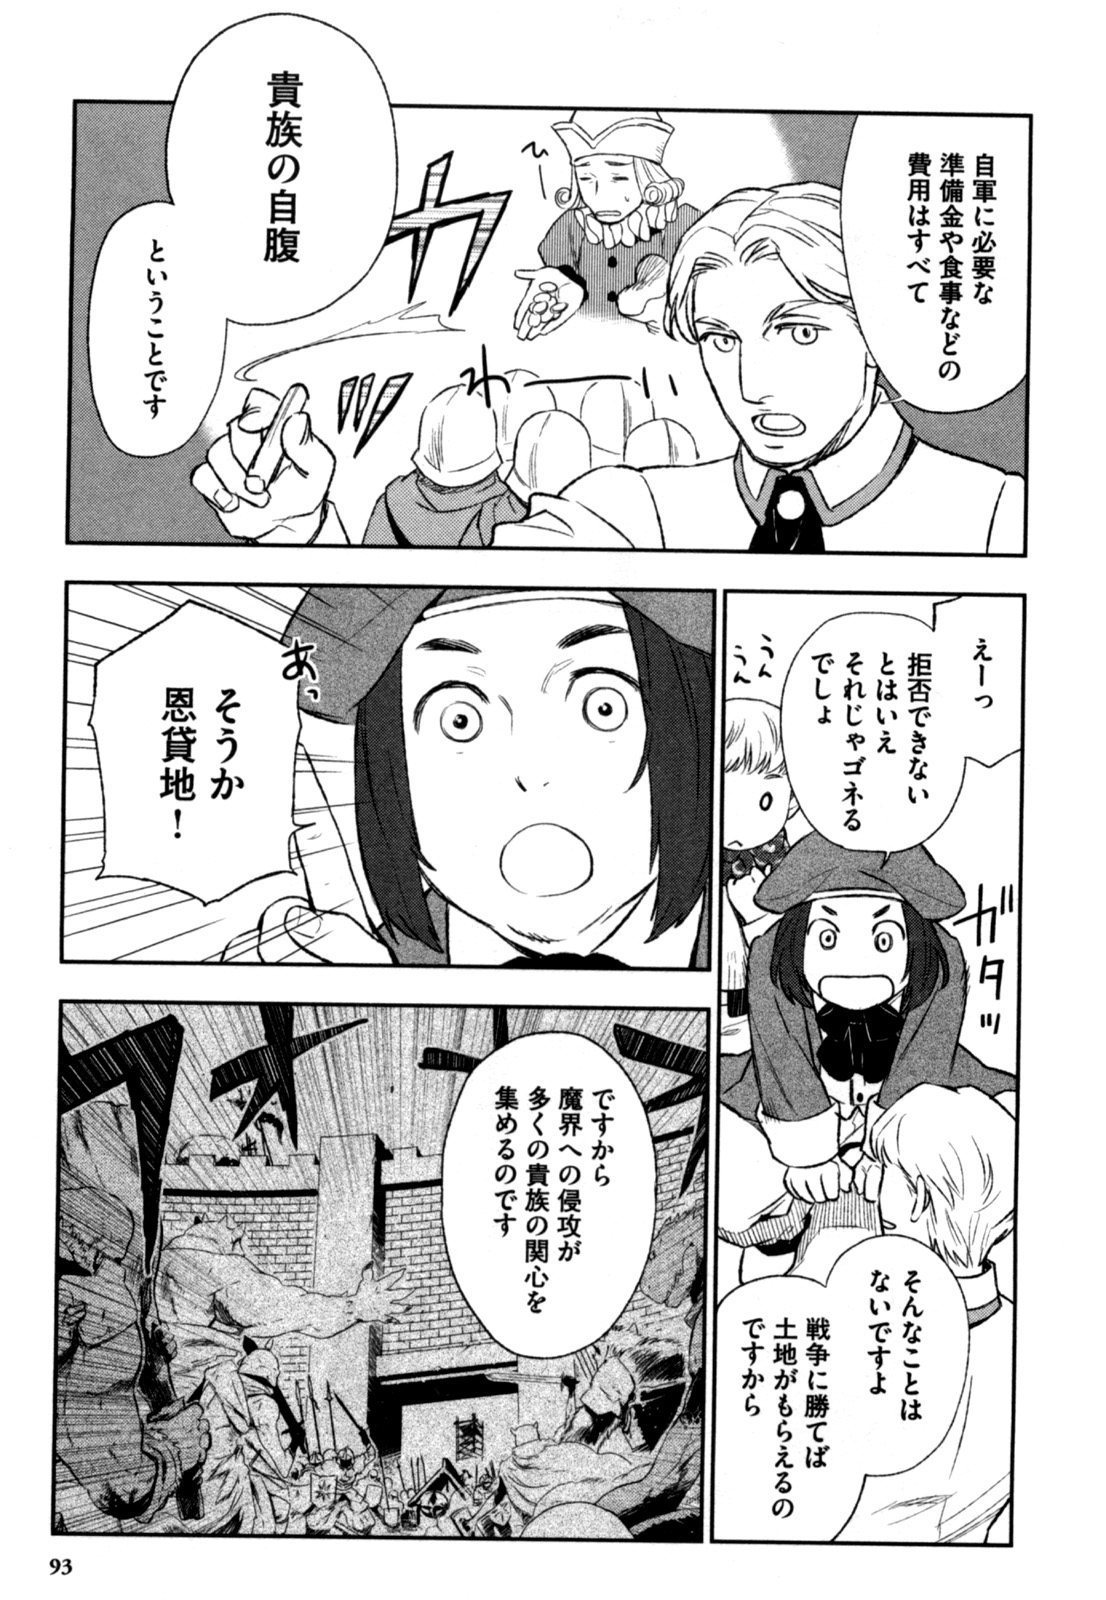 自軍に必要な
準備金や食事などの
費用はすべて
ひー
カッ
わーーい
貴族の自腹
ということです
えーっ
拒否できない
とはいえ
それじゃゴネる
でしょ
うん
うん
ガタッ
そんなことは
ないですよ
戦争に勝てば
土地がもらえるの
ですから
あっ
そうか
恩貸地!
ですから
魔界への侵攻が
多くの貴族の関心を
集めるのです
93